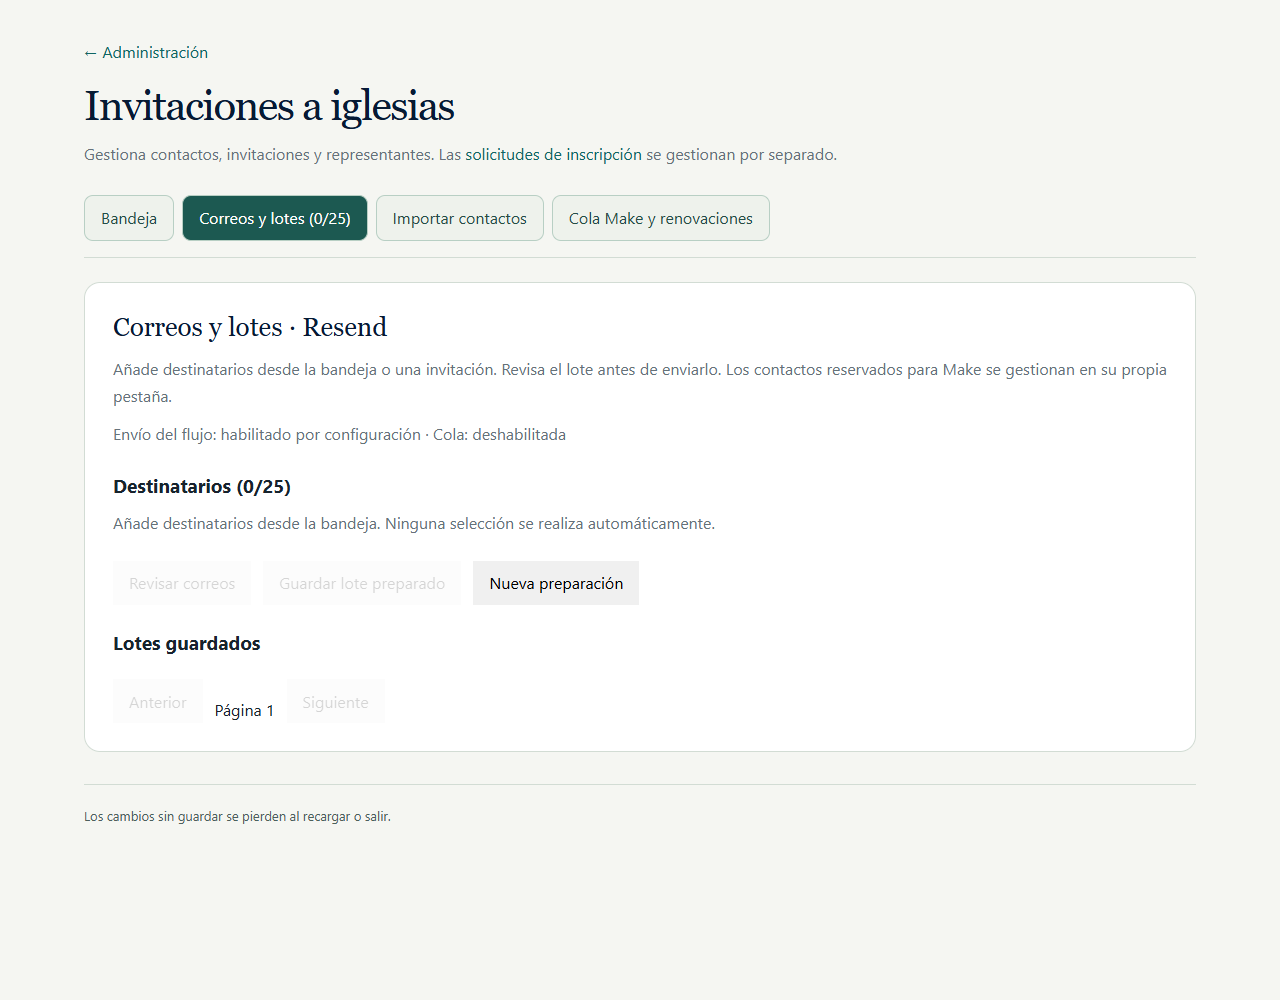 ← Administración
Invitaciones a iglesias
Gestiona contactos, invitaciones y representantes. Las solicitudes de inscripción se gestionan por separado.
Bandeja
Correos y lotes (0/25)
Importar contactos
Cola Make y renovaciones
Correos y lotes · Resend
Añade destinatarios desde la bandeja o una invitación. Revisa el lote antes de enviarlo. Los contactos reservados para Make se gestionan en su propia
pestaña.
Envío del flujo: habilitado por configuración · Cola: deshabilitada
Destinatarios (0/25)
Añade destinatarios desde la bandeja. Ninguna selección se realiza automáticamente.
Revisar correos
Guardar lote preparado
Nueva preparación
Lotes guardados
Anterior
Página 1
Siguiente
Los cambios sin guardar se pierden al recargar o salir.